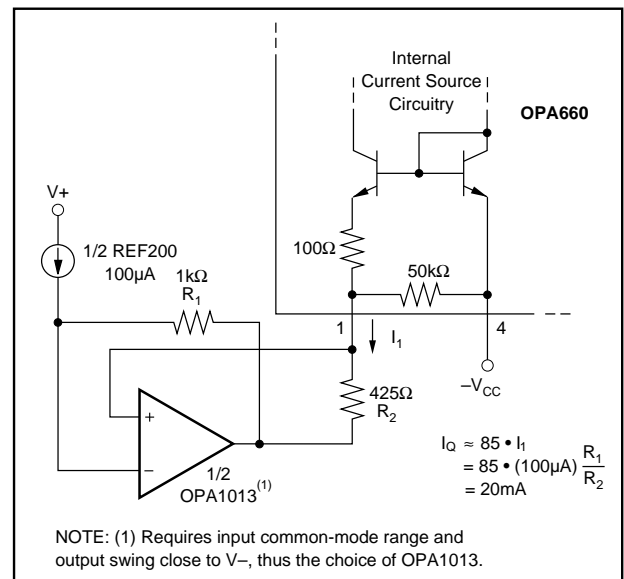 Internal
Current Source
Circuitry
OPA660
V+
1/2 REF200
100µA
1kΩ
R₁
100Ω
50kΩ
1
I₁
4
425Ω
R₂
–V_CC
+
–
1/2
OPA1013⁽¹⁾
I_Q ≈ 85 • I₁
= 85 • (100µA) R₁/R₂
= 20mA
NOTE: (1) Requires input common-mode range and
output swing close to V–, thus the choice of OPA1013.